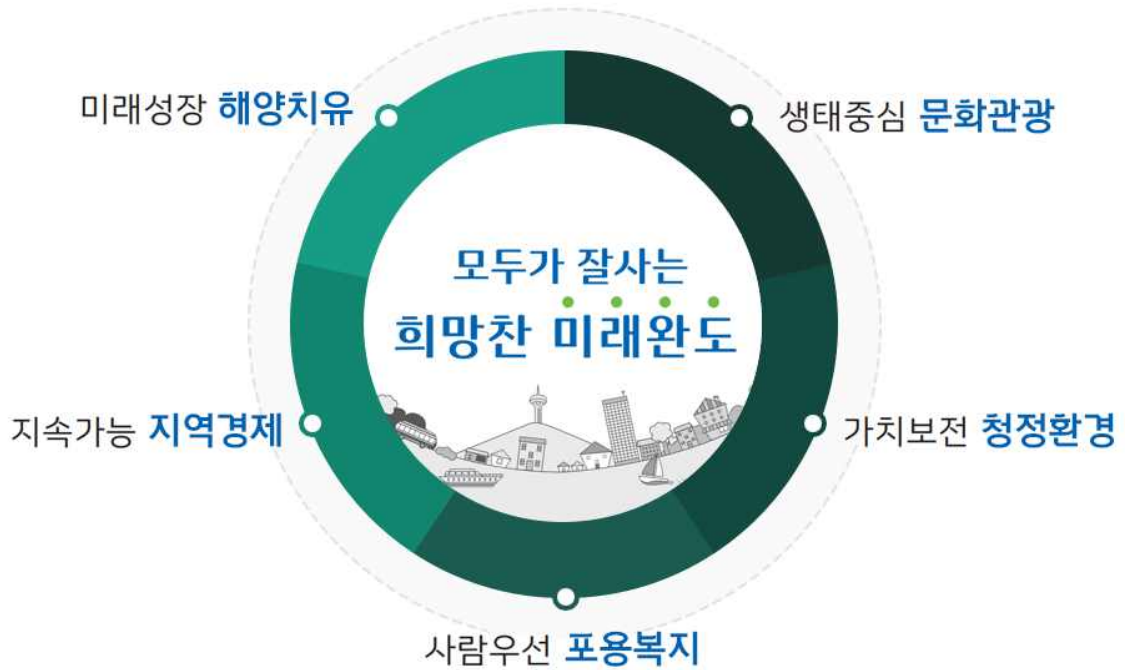 미래성장 해양치유
생태중심 문화관광
모두가 잘사는
희망찬 미래완도
지속가능 지역경제
가치보전 청정환경
사람우선 포용복지